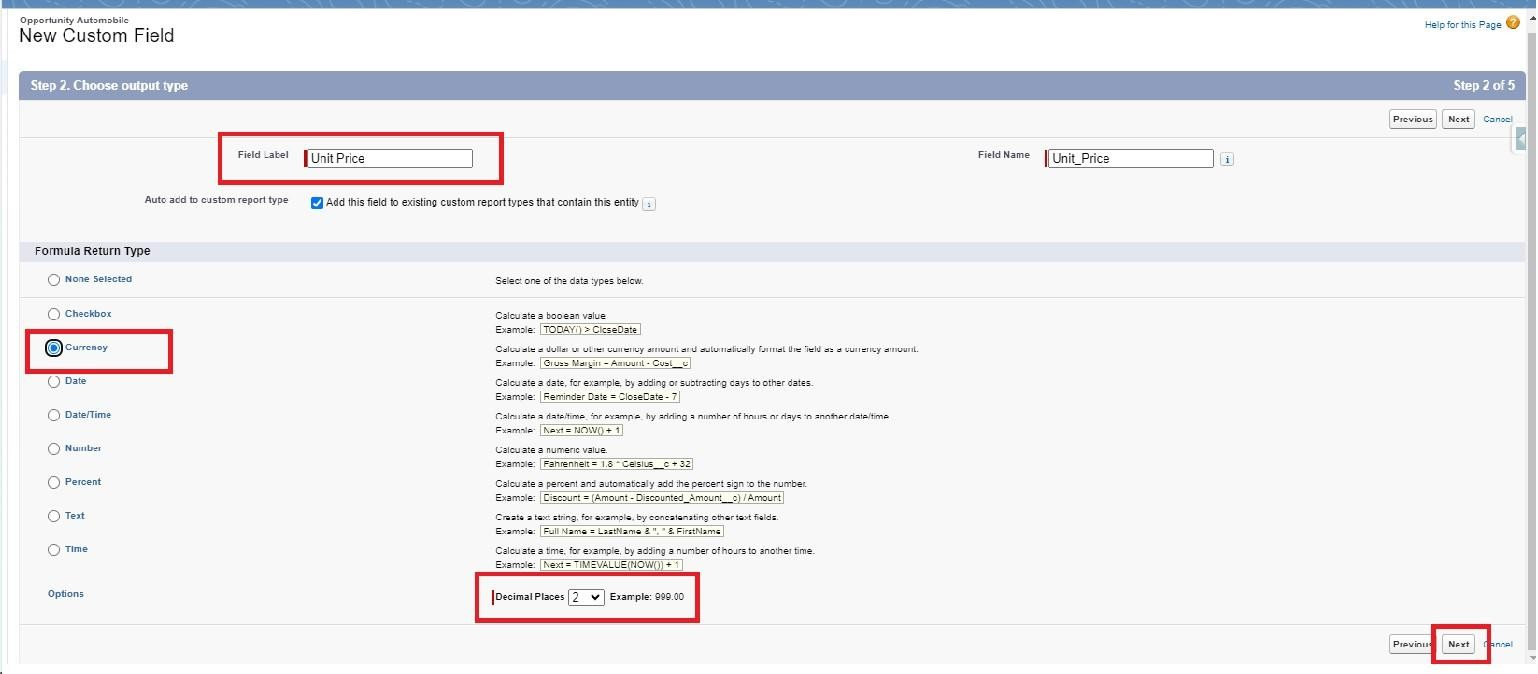 Opportunity Automobile
New Custom Field
Help for this Page ?
Step 2. Choose output type Step 2 of 5
Previous Next Cancel
Field Label Unit Price Field Name Unit_Price i
Auto add to custom report type Add this field to existing custom report types that contain this entity i
Formula Return Type
None Selected Select one of the data types below.
Checkbox Calculate a boolean value
Example: TODAY() > CloseDate
Currency Calculate a dollar or other currency amount and automatically format the field as a currency amount.
Example: Gross Margin = Amount - Cost__c
Date Calculate a date, for example, by adding or subtracting days to other dates.
Example: Reminder Date = CloseDate - 7
Date/Time Calculate a date/time, for example, by adding a number of hours or days to another date/time.
Example: Next = NOW() + 1
Number Calculate a numeric value.
Example: Fahrenheit = 1.8 * Celsius__c + 32
Percent Calculate a percent and automatically add the percent sign to the number.
Example: Discount = (Amount - Discounted_Amount__c) / Amount
Text Create a text string, for example, by concatenating other text fields.
Example: Full Name = LastName & ", " & FirstName
Time Calculate a time, for example, by adding a number of hours to another time.
Example: Next = TIMEVALUE(NOW()) + 1
Options Decimal Places 2 Example: 999.00
Previous Next Cancel